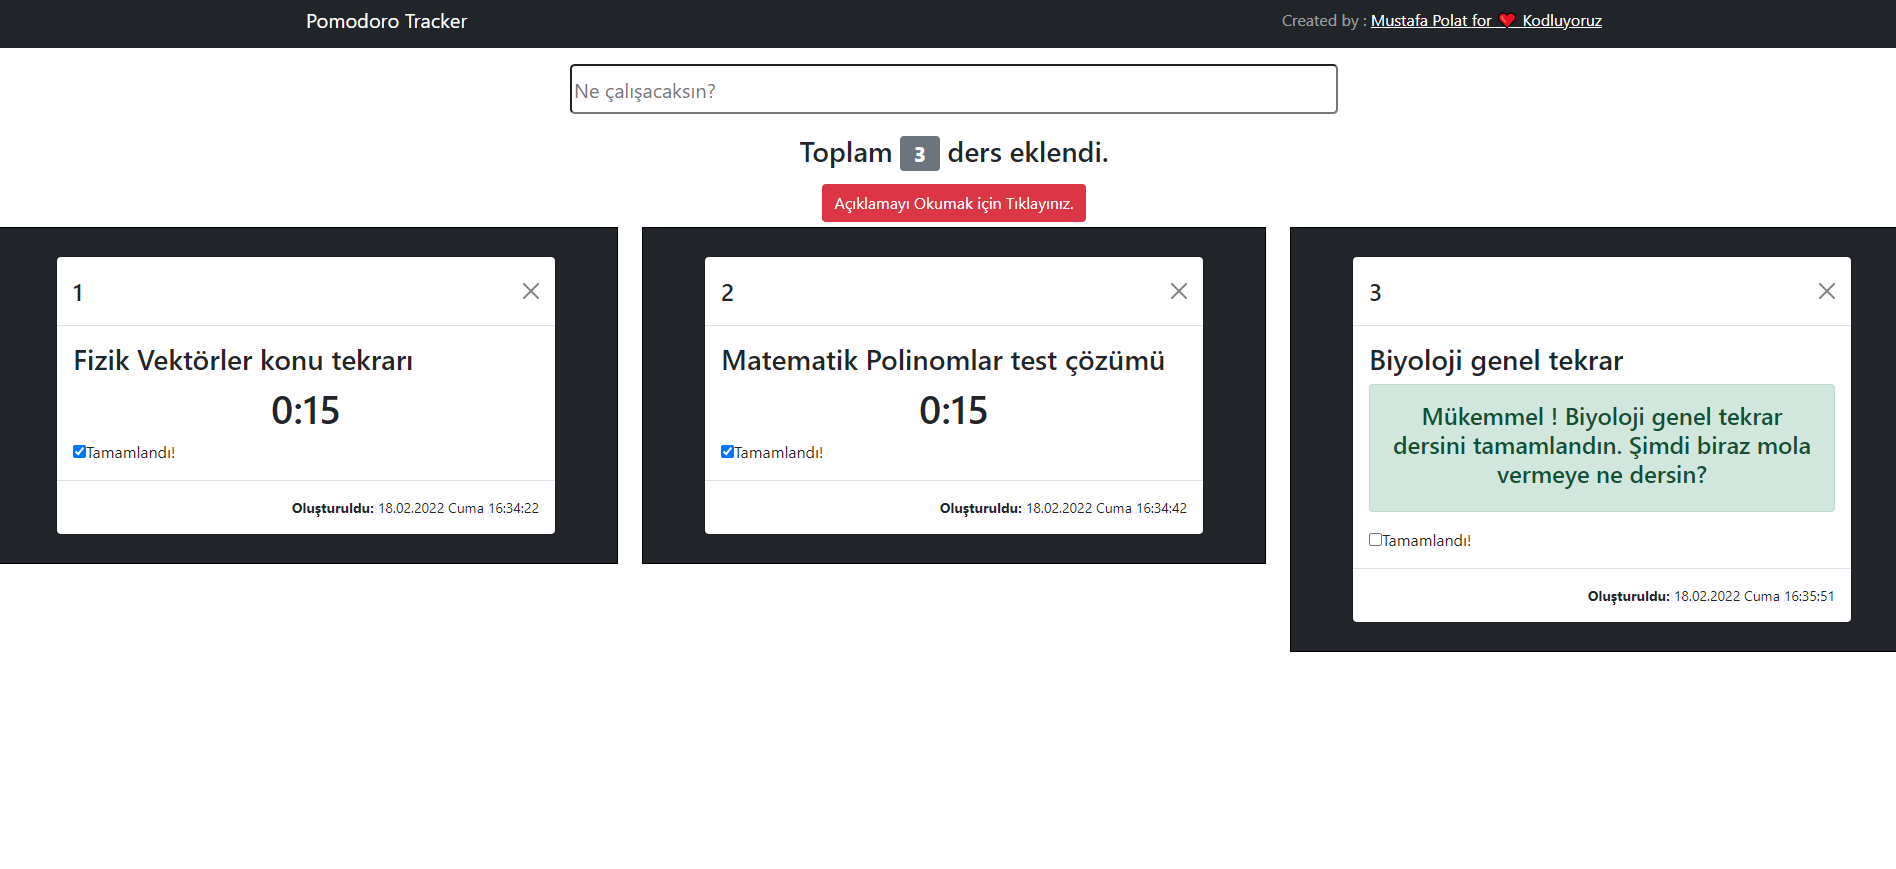 Pomodoro Tracker
Created by : Mustafa Polat for ❤ Kodluyoruz
Ne çalışacaksın?
Toplam 3 ders eklendi.
Açıklamayı Okumak için Tıklayınız.
1
Fizik Vektörler konu tekrarı
0:15
Tamamlandı!
Oluşturuldu: 18.02.2022 Cuma 16:34:22
2
Matematik Polinomlar test çözümü
0:15
Tamamlandı!
Oluşturuldu: 18.02.2022 Cuma 16:34:42
3
Biyoloji genel tekrar
Mükemmel ! Biyoloji genel tekrar
dersini tamamlandın. Şimdi biraz mola
vermeye ne dersin?
Tamamlandı!
Oluşturuldu: 18.02.2022 Cuma 16:35:51